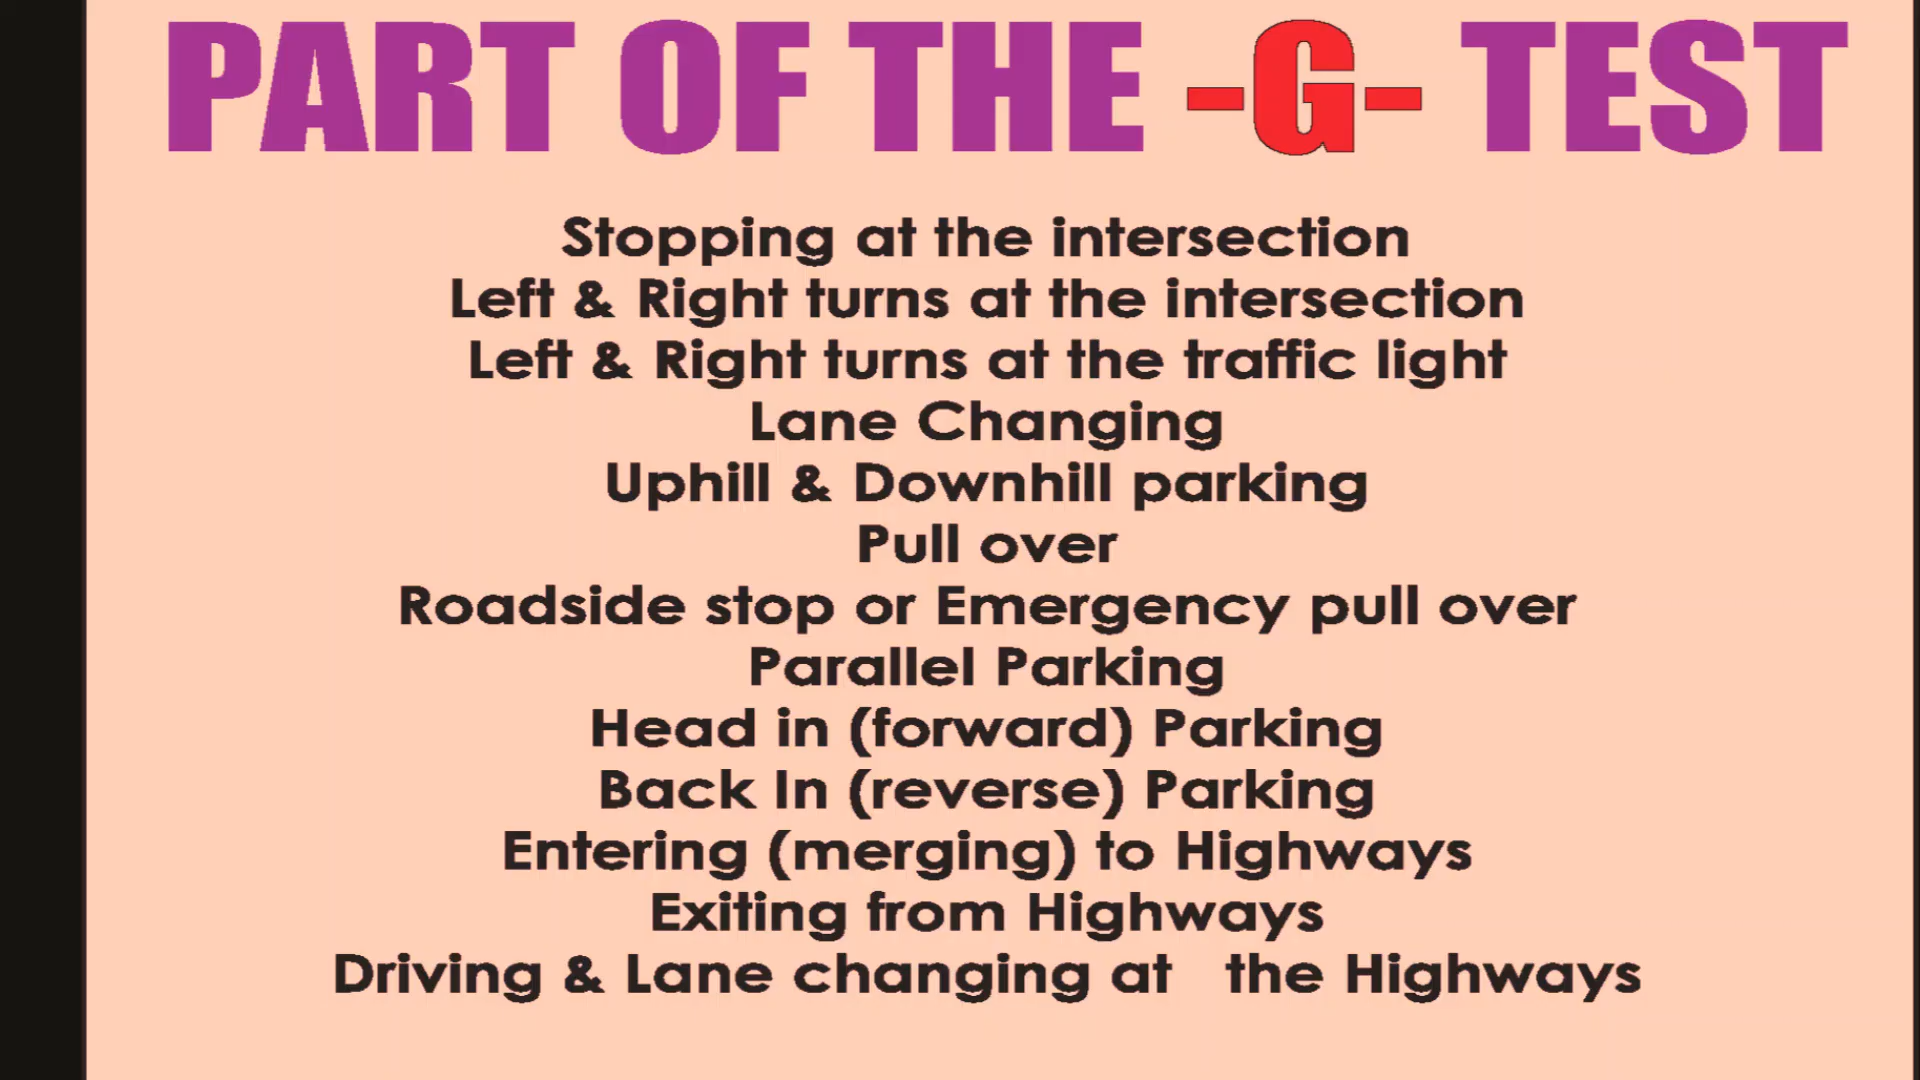 PART OF THE -G- TEST
Stopping at the intersection
Left & Right turns at the intersection
Left & Right turns at the traffic light
Lane Changing
Uphill & Downhill parking
Pull over
Roadside stop or Emergency pull over
Parallel Parking
Head in (forward) Parking
Back In (reverse) Parking
Entering (merging) to Highways
Exiting from Highways
Driving & Lane changing at the Highways